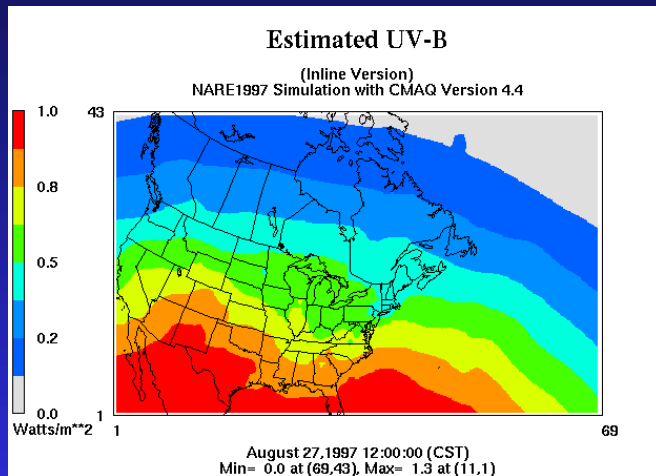 Estimated UV-B
(Inline Version)
NARE1997 Simulation with CMAQ Version 4.4
1.0
0.8
0.5
0.2
0.0
Watts/m**2
43
1
1
69
August 27,1997 12:00:00 (CST)
Min= 0.0 at (69,43), Max= 1.3 at (11,1)